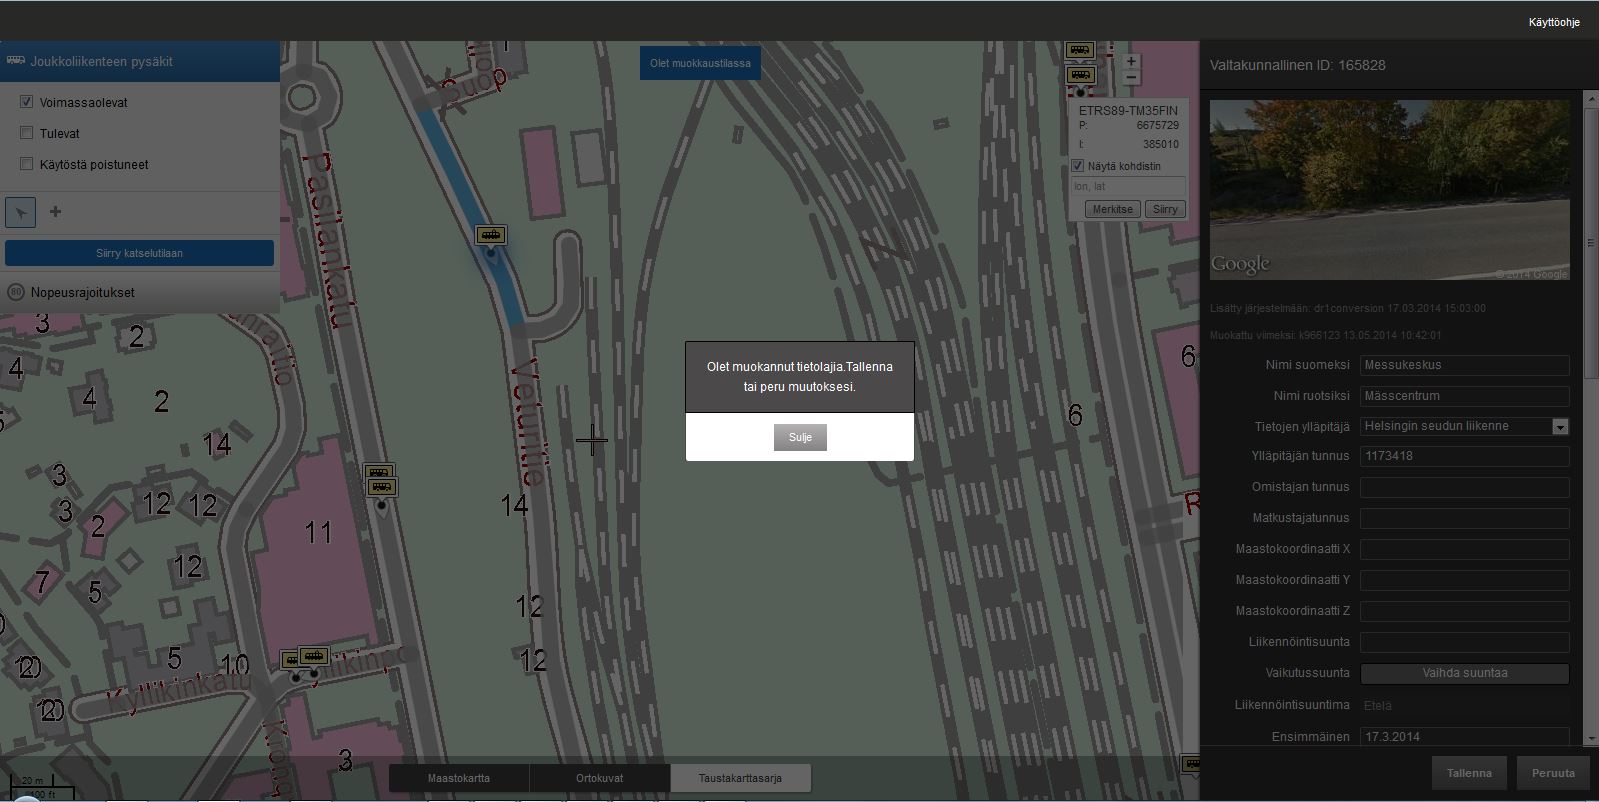 Käyttöohje
Joukkoliikenteen pysäkit
Voimassaolevat
Tulevat
Käytöstä poistuneet
Siirry katselutilaan
80
Nopeusrajoitukset
Olet muokkaustilassa
+
−
ETRS89-TM35FIN
P: 6675729
I: 385010
Näytä kohdistin
lon, lat
Merkitse
Siirry
Pasilankatu
Veturitie
Kyllikinkatu
3
2
4
4
2
14
3
3
12
12
2
11
7
5
12
5
10
20
20
3
14
12
12
6
6
R
Olet muokannut tietolajia.Tallenna
tai peru muutoksesi.
Sulje
20 m
100 ft
Maastokartta
Ortokuvat
Taustakarttasarja
Valtakunnallinen ID: 165828
Google
© 2014 Google
Lisätty järjestelmään: dr1conversion 17.03.2014 15:03:00
Muokattu viimeksi: k966123 13.05.2014 10:42:01
Nimi suomeksi Messukeskus
Nimi ruotsiksi Mässcentrum
Tietojen ylläpitäjä Helsingin seudun liikenne
Ylläpitäjän tunnus 1173418
Omistajan tunnus
Matkustajatunnus
Maastokoordinaatti X
Maastokoordinaatti Y
Maastokoordinaatti Z
Liikennöintisuunta
Vaikutussuunta Vaihda suuntaa
Liikennöintisuuntima Etelä
Ensimmäinen 17.3.2014
Tallenna
Peruuta